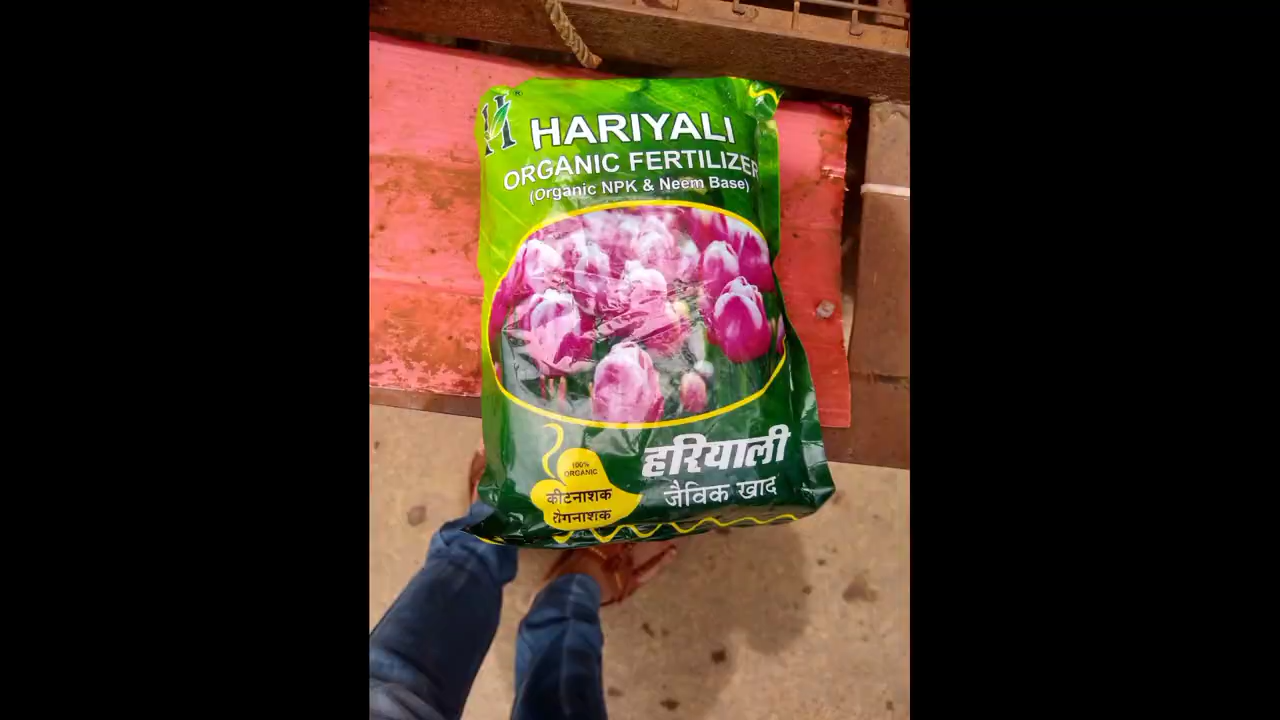 H®
HARIYALI
ORGANIC FERTILIZER
(Organic NPK & Neem Base)
100%
ORGANIC
कीटनाशक
रोगनाशक
हरियाली
जैविक खाद